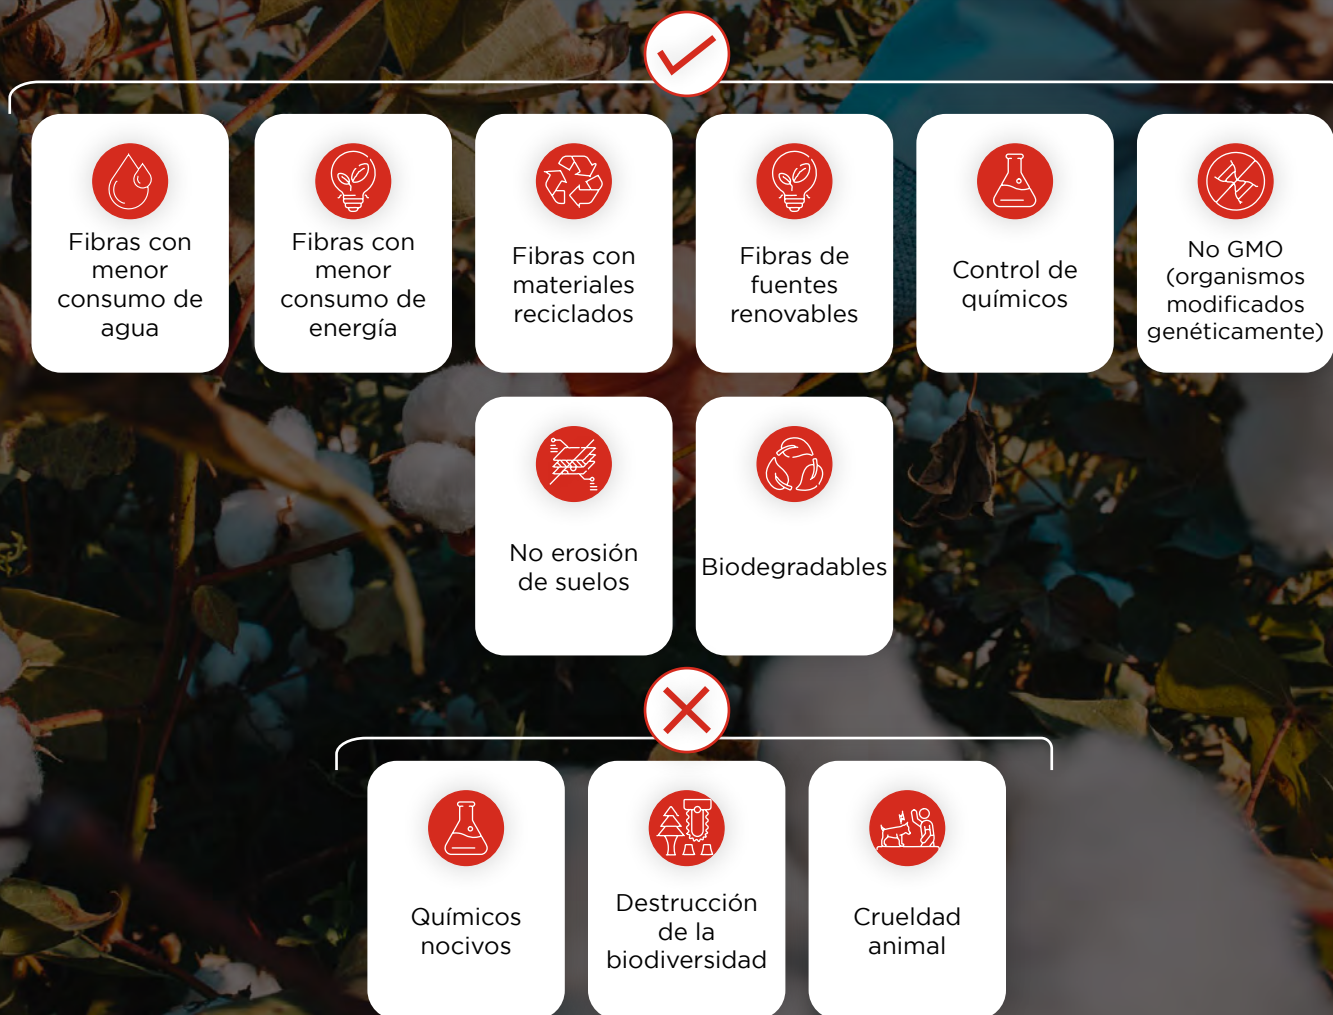 Fibras con
menor
consumo de
agua
Fibras con
menor
consumo de
energía
Fibras con
materiales
reciclados
Fibras de
fuentes
renovables
Control de
químicos
No GMO
(organismos
modificados
genéticamente)
No erosión
de suelos
Biodegradables
Químicos
nocivos
Destrucción
de la
biodiversidad
Crueldad
animal